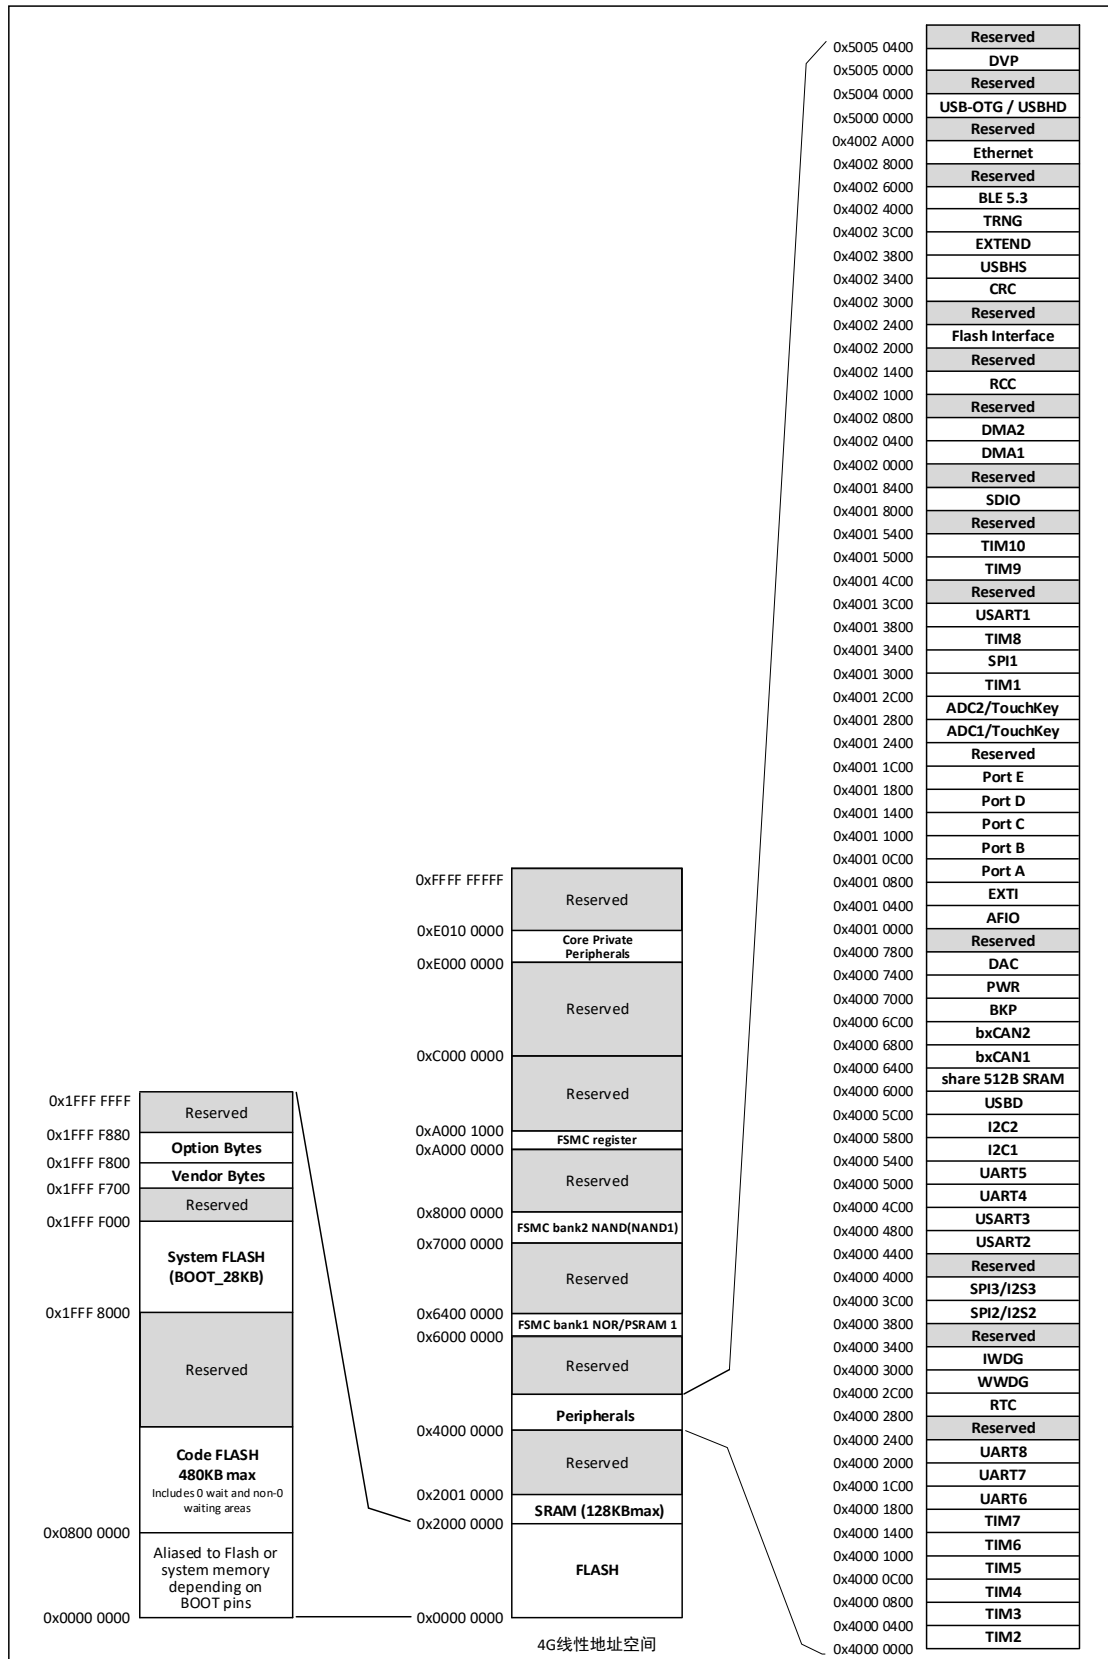 0x1FFF FFFF
Reserved
0x1FFF F880
Option Bytes
0x1FFF F800
Vendor Bytes
0x1FFF F700
Reserved
0x1FFF F000
System FLASH
(BOOT_28KB)
0x1FFF 8000
Reserved
Code FLASH
480KB max
Includes 0 wait and non-0
waiting areas
0x0800 0000
Aliased to Flash or
system memory
depending on
BOOT pins
0x0000 0000
0xFFFF FFFFF
Reserved
0xE010 0000
Core Private
Peripherals
0xE000 0000
Reserved
0xC000 0000
Reserved
0xA000 1000
FSMC register
0xA000 0000
Reserved
0x8000 0000
FSMC bank2 NAND(NAND1)
0x7000 0000
Reserved
0x6400 0000
FSMC bank1 NOR/PSRAM 1
0x6000 0000
Reserved
Peripherals
0x4000 0000
Reserved
0x2001 0000
SRAM (128KBmax)
0x2000 0000
FLASH
0x0000 0000
4G线性地址空间
Reserved
0x5005 0400
DVP
0x5005 0000
Reserved
0x5004 0000
USB-OTG / USBHD
0x5000 0000
Reserved
0x4002 A000
Ethernet
0x4002 8000
Reserved
0x4002 6000
BLE 5.3
0x4002 4000
TRNG
0x4002 3C00
EXTEND
0x4002 3800
USBHS
0x4002 3400
CRC
0x4002 3000
Reserved
0x4002 2400
Flash Interface
0x4002 2000
Reserved
0x4002 1400
RCC
0x4002 1000
Reserved
0x4002 0800
DMA2
0x4002 0400
DMA1
0x4002 0000
Reserved
0x4001 8400
SDIO
0x4001 8000
Reserved
0x4001 5400
TIM10
0x4001 5000
TIM9
0x4001 4C00
Reserved
0x4001 3C00
USART1
0x4001 3800
TIM8
0x4001 3400
SPI1
0x4001 3000
TIM1
0x4001 2C00
ADC2/TouchKey
0x4001 2800
ADC1/TouchKey
0x4001 2400
Reserved
0x4001 1C00
Port E
0x4001 1800
Port D
0x4001 1400
Port C
0x4001 1000
Port B
0x4001 0C00
Port A
0x4001 0800
EXTI
0x4001 0400
AFIO
0x4001 0000
Reserved
0x4000 7800
DAC
0x4000 7400
PWR
0x4000 7000
BKP
0x4000 6C00
bxCAN2
0x4000 6800
bxCAN1
0x4000 6400
share 512B SRAM
0x4000 6000
USBD
0x4000 5C00
I2C2
0x4000 5800
I2C1
0x4000 5400
UART5
0x4000 5000
UART4
0x4000 4C00
USART3
0x4000 4800
USART2
0x4000 4400
Reserved
0x4000 4000
SPI3/I2S3
0x4000 3C00
SPI2/I2S2
0x4000 3800
Reserved
0x4000 3400
IWDG
0x4000 3000
WWDG
0x4000 2C00
RTC
0x4000 2800
Reserved
0x4000 2400
UART8
0x4000 2000
UART7
0x4000 1C00
UART6
0x4000 1800
TIM7
0x4000 1400
TIM6
0x4000 1000
TIM5
0x4000 0C00
TIM4
0x4000 0800
TIM3
0x4000 0400
TIM2
0x4000 0000